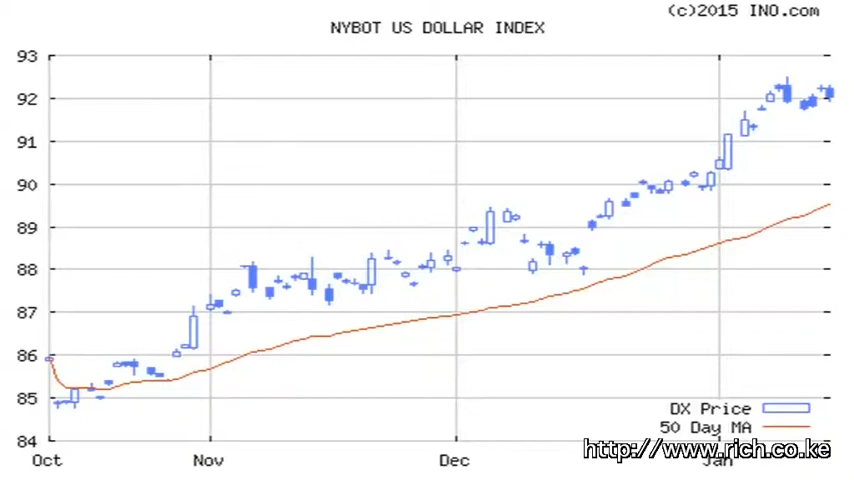 (c)2015 INO.com
NYBOT US DOLLAR INDEX
93
92
91
90
89
88
87
86
85
84
DX Price
50 Day MA
Oct
Nov
Dec
Jan
http://www.rich.co.ke